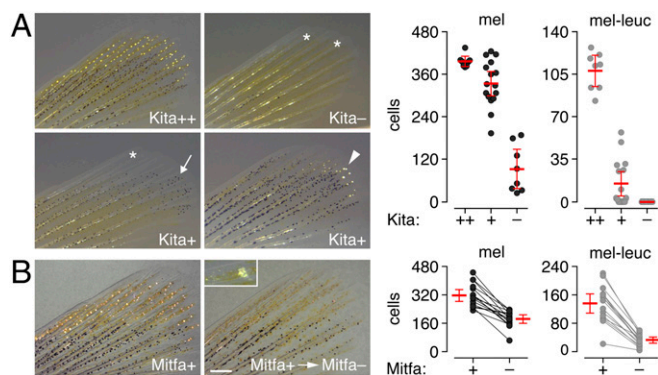 A
*
*
Kita++
Kita–
*
Kita+
Kita+
mel
mel-leuc
cells
480
360
240
120
0
140
105
70
35
0
Kita:
++
+
–
++
+
–
B
Mitfa+
Mitfa+ → Mitfa–
mel
mel-leuc
cells
480
320
160
0
240
160
80
0
Mitfa:
+
–
+
–